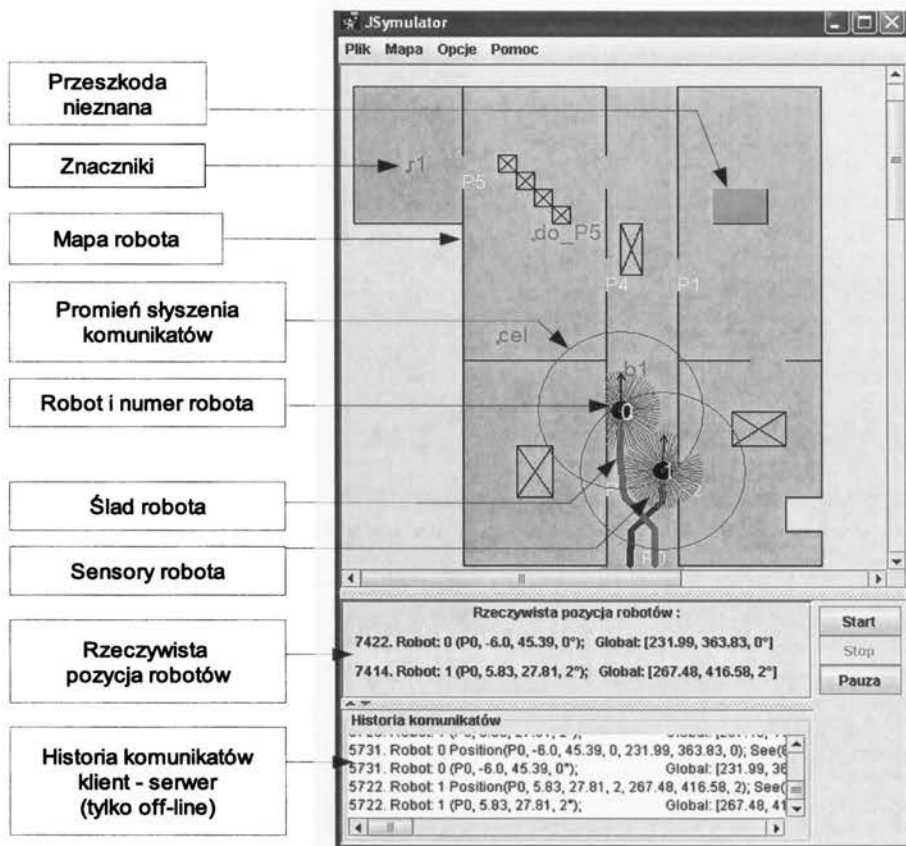 JSymulator
Plik Mapa Opcje Pomoc
Przeszkoda
nieznana
Znaczniki
Mapa robota
Promień słyszenia
komunikatów
Robot i numer robota
Ślad robota
Sensory robota
Rzeczywista
pozycja robotów
Historia komunikatów
klient - serwer
(tylko off-line)
P5
.do_P5
P4
P1
.cel
b1
0
1
Rzeczywista pozycja robotów :
7422. Robot: 0 (P0, -6.0, 45.39, 0°); Global: [231.99, 363.83, 0°]
7414. Robot: 1 (P0, 5.83, 27.81, 2°); Global: [267.48, 416.58, 2°]
Start
Stop
Pauza
Historia komunikatów
5731. Robot: 0 Position(P0, -6.0, 45.39, 0, 231.99, 363.83, 0); See(
5731. Robot: 0 (P0, -6.0, 45.39, 0°); Global: [231.99, 36
5722. Robot: 1 Position(P0, 5.83, 27.81, 2, 267.48, 416.58, 2); See(
5722. Robot: 1 (P0, 5.83, 27.81, 2°); Global: [267.48, 41